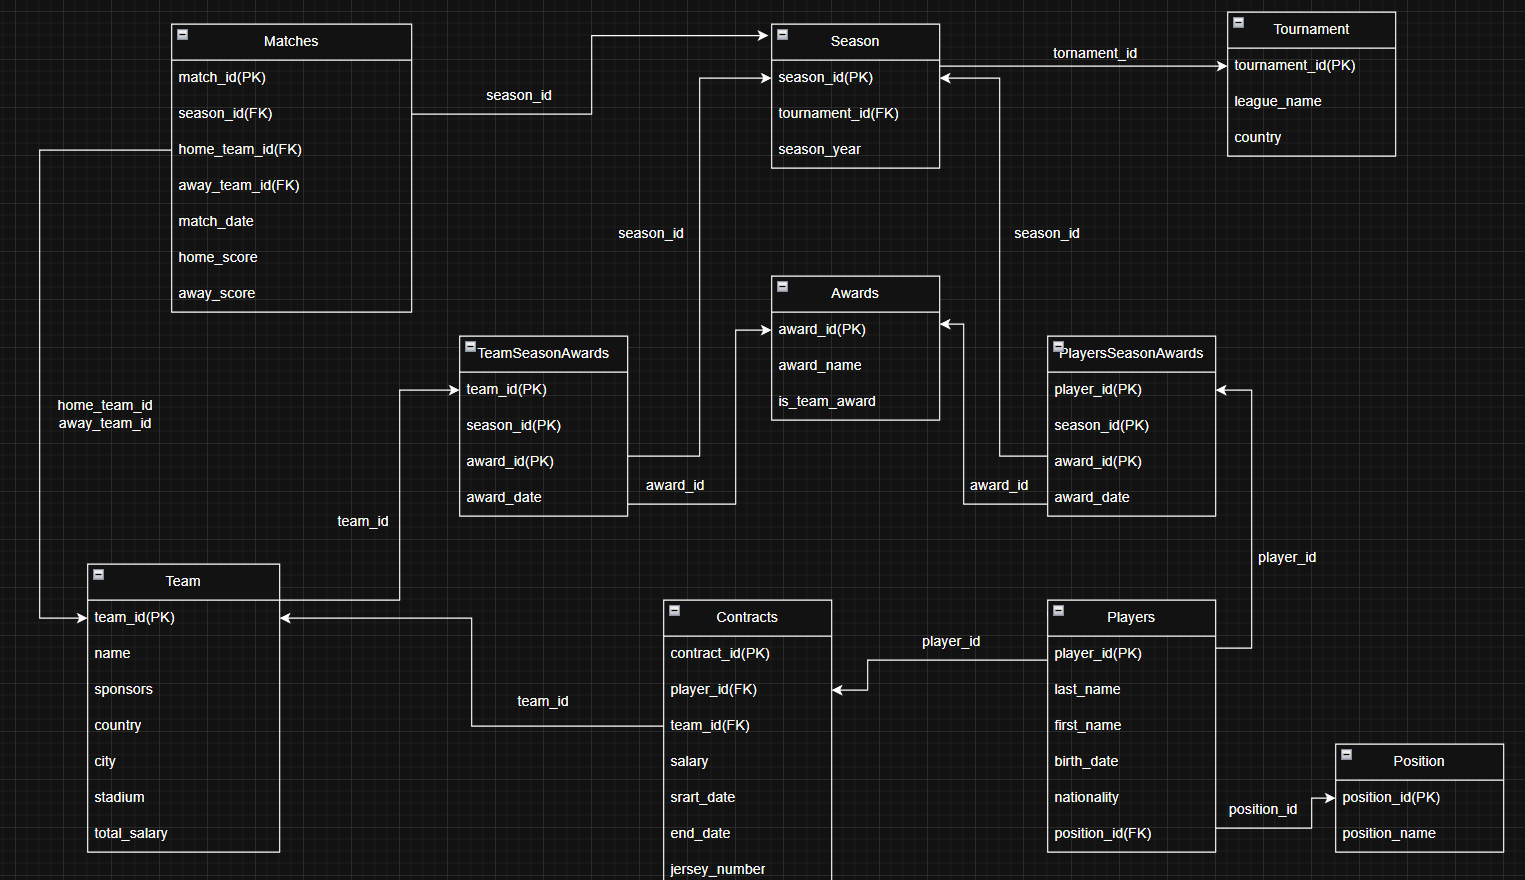 Matches
match_id(PK)
season_id(FK)
home_team_id(FK)
away_team_id(FK)
match_date
home_score
away_score
season_id
Season
season_id(PK)
tournament_id(FK)
season_year
tornament_id
Tournament
tournament_id(PK)
league_name
country
season_id
season_id
Awards
award_id(PK)
award_name
is_team_award
TeamSeasonAwards
team_id(PK)
season_id(PK)
award_id(PK)
award_date
award_id
PlayersSeasonAwards
player_id(PK)
season_id(PK)
award_id(PK)
award_date
award_id
home_team_id
away_team_id
team_id
player_id
Team
team_id(PK)
name
sponsors
country
city
stadium
total_salary
team_id
Contracts
contract_id(PK)
player_id(FK)
team_id(FK)
salary
srart_date
end_date
jersey_number
player_id
Players
player_id(PK)
last_name
first_name
birth_date
nationality
position_id(FK)
position_id
Position
position_id(PK)
position_name